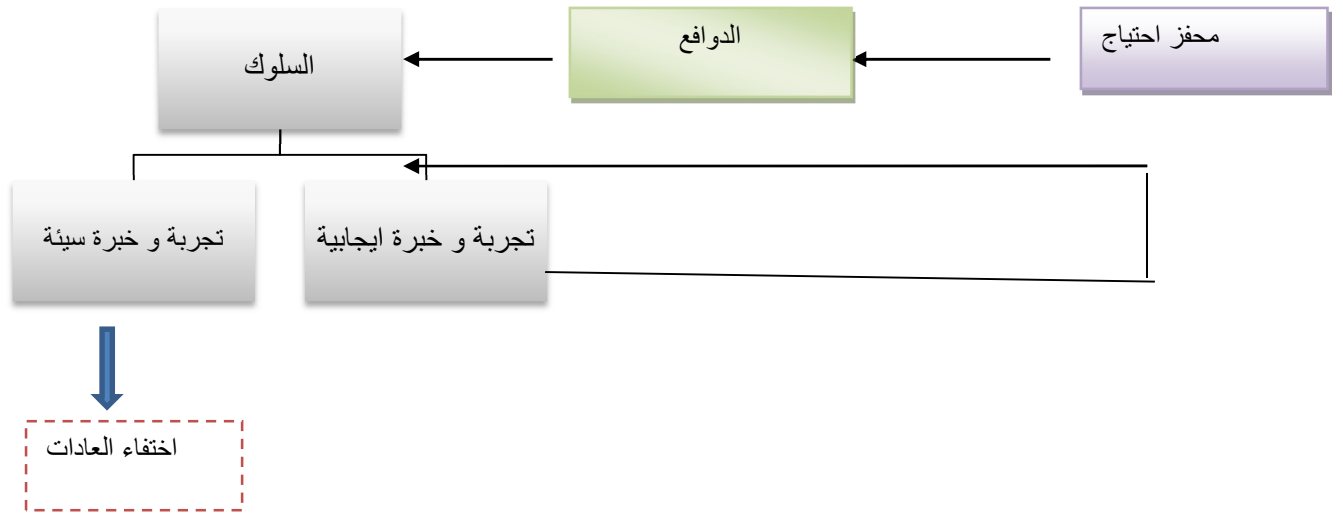 محفز احتياج
الدوافع
السلوك
تجربة و خبرة ايجابية
تجربة و خبرة سيئة
اختفاء العادات